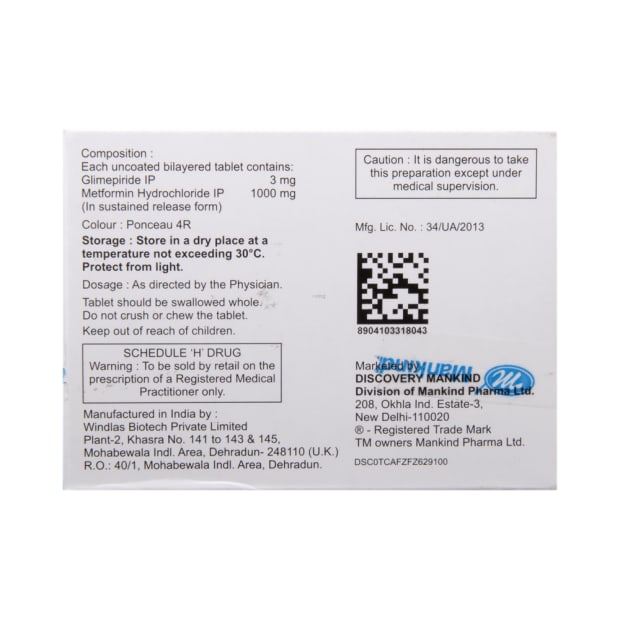 Composition :
Each uncoated bilayered tablet contains:
Glimepiride IP 3 mg
Metformin Hydrochloride IP 1000 mg
(In sustained release form)
Colour : Ponceau 4R
Storage : Store in a dry place at a
temperature not exceeding 30°C.
Protect from light.
Dosage : As directed by the Physician.
Tablet should be swallowed whole.
Do not crush or chew the tablet.
Keep out of reach of children.
SCHEDULE 'H' DRUG
Warning : To be sold by retail on the
prescription of a Registered Medical
Practitioner only.
Manufactured in India by :
Windlas Biotech Private Limited
Plant-2, Khasra No. 141 to 143 & 145,
Mohabewala Indl. Area, Dehradun- 248110 (U.K.)
R.O.: 40/1, Mohabewala Indl. Area, Dehradun.
Caution : It is dangerous to take
this preparation except under
medical supervision.
Mfg. Lic. No. : 34/UA/2013
8904103318043
Mankind
Marketed by
DISCOVERY MANKIND
Division of Mankind Pharma Ltd.
208, Okhla Ind. Estate-3,
New Delhi-110020
® - Registered Trade Mark
TM owners Mankind Pharma Ltd.
DSC0TCAFZFZ629100